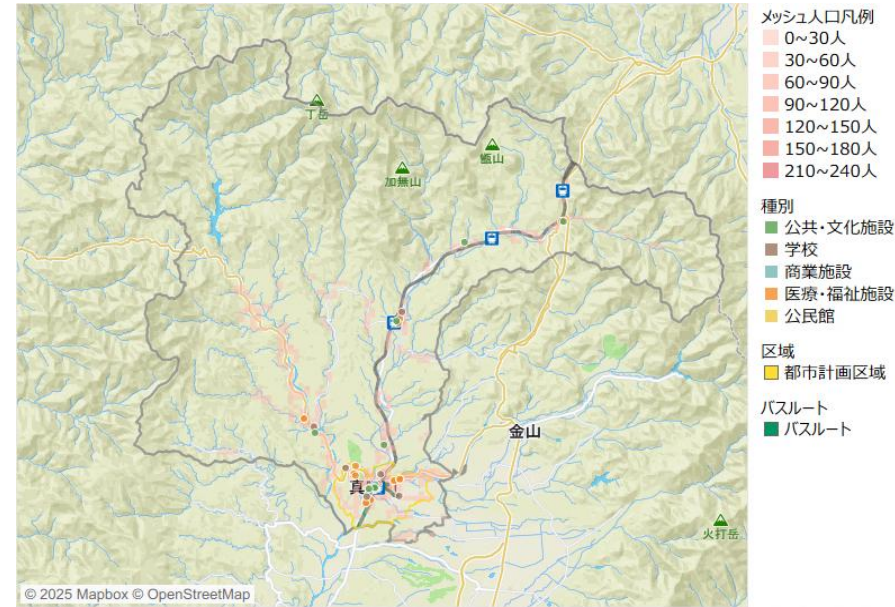 メッシュ人口凡例
0~30人
30~60人
60~90人
90~120人
120~150人
150~180人
210~240人
種別
公共・文化施設
学校
商業施設
医療・福祉施設
公民館
区域
都市計画区域
バスルート
バスルート
丁岳
加無山
甑山
金山
真
火打岳
© 2025 Mapbox © OpenStreetMap